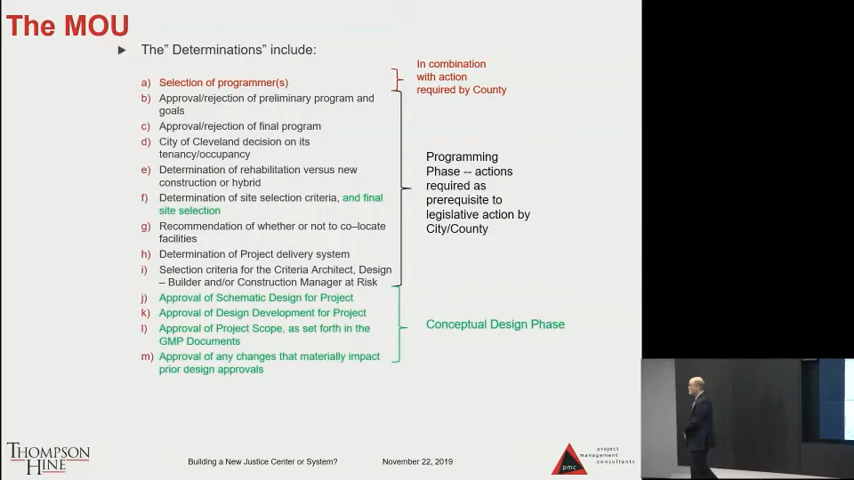 The MOU
The" Determinations" include:
a) Selection of programmer(s)
b) Approval/rejection of preliminary program and
goals
c) Approval/rejection of final program
d) City of Cleveland decision on its
tenancy/occupancy
e) Determination of rehabilitation versus new
construction or hybrid
f) Determination of site selection criteria, and final
site selection
g) Recommendation of whether or not to co–locate
facilities
h) Determination of Project delivery system
i) Selection criteria for the Criteria Architect, Design
– Builder and/or Construction Manager at Risk
j) Approval of Schematic Design for Project
k) Approval of Design Development for Project
l) Approval of Project Scope, as set forth in the
GMP Documents
m) Approval of any changes that materially impact
prior design approvals
In combination
with action
required by County
Programming
Phase -- actions
required as
prerequisite to
legislative action by
City/County
Conceptual Design Phase
THOMPSON
HINE
Building a New Justice Center or System?
November 22, 2019
pmc
project
management
consultants